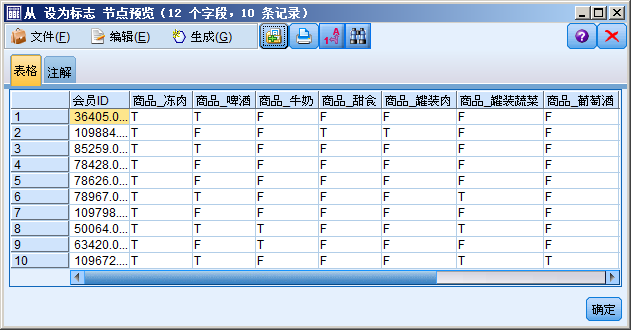 从 设为标志 节点预览（12 个字段，10 条记录）
文件(F) 编辑(E) 生成(G)
表格 注解
会员ID 商品_冻肉 商品_啤酒 商品_牛奶 商品_甜食 商品_罐装肉 商品_罐装蔬菜 商品_葡萄酒
1 36405.0... T T F F F F F
2 109884.... T F F T T F F
3 85259.0... T F F F F F F
4 78428.0... T F F F F F F
5 78626.0... T F F F F F F
6 78967.0... T T F F F T F
7 109798.... T F F F F F F
8 50064.0... T T T F F T F
9 63420.0... T F T F F F F
10 109672.... T T F F F T T
确定